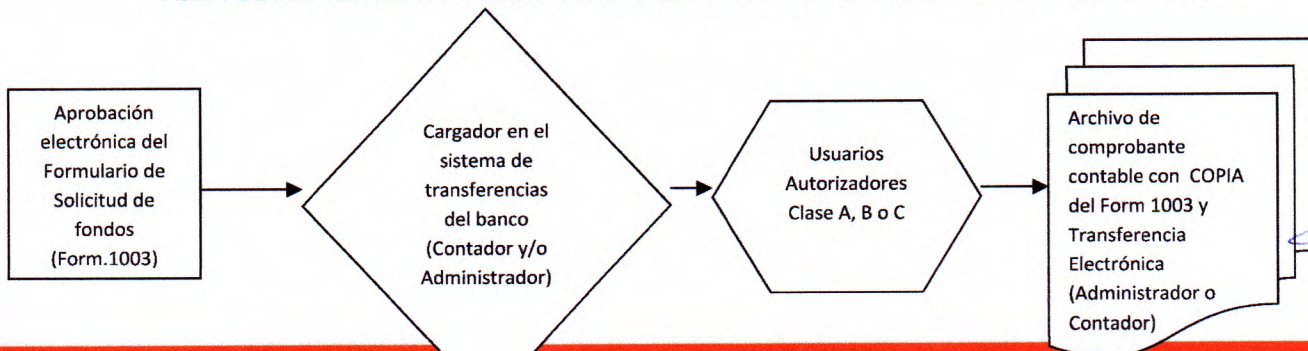 Aprobación
electrónica del
Formulario de
Solicitud de
fondos
(Form.1003)
Cargador en el
sistema de
transferencias
del banco
(Contador y/o
Administrador)
Usuarios
Autorizadores
Clase A, B o C
Archivo de
comprobante
contable con COPIA
del Form 1003 y
Transferencia
Electrónica
(Administrador o
Contador)